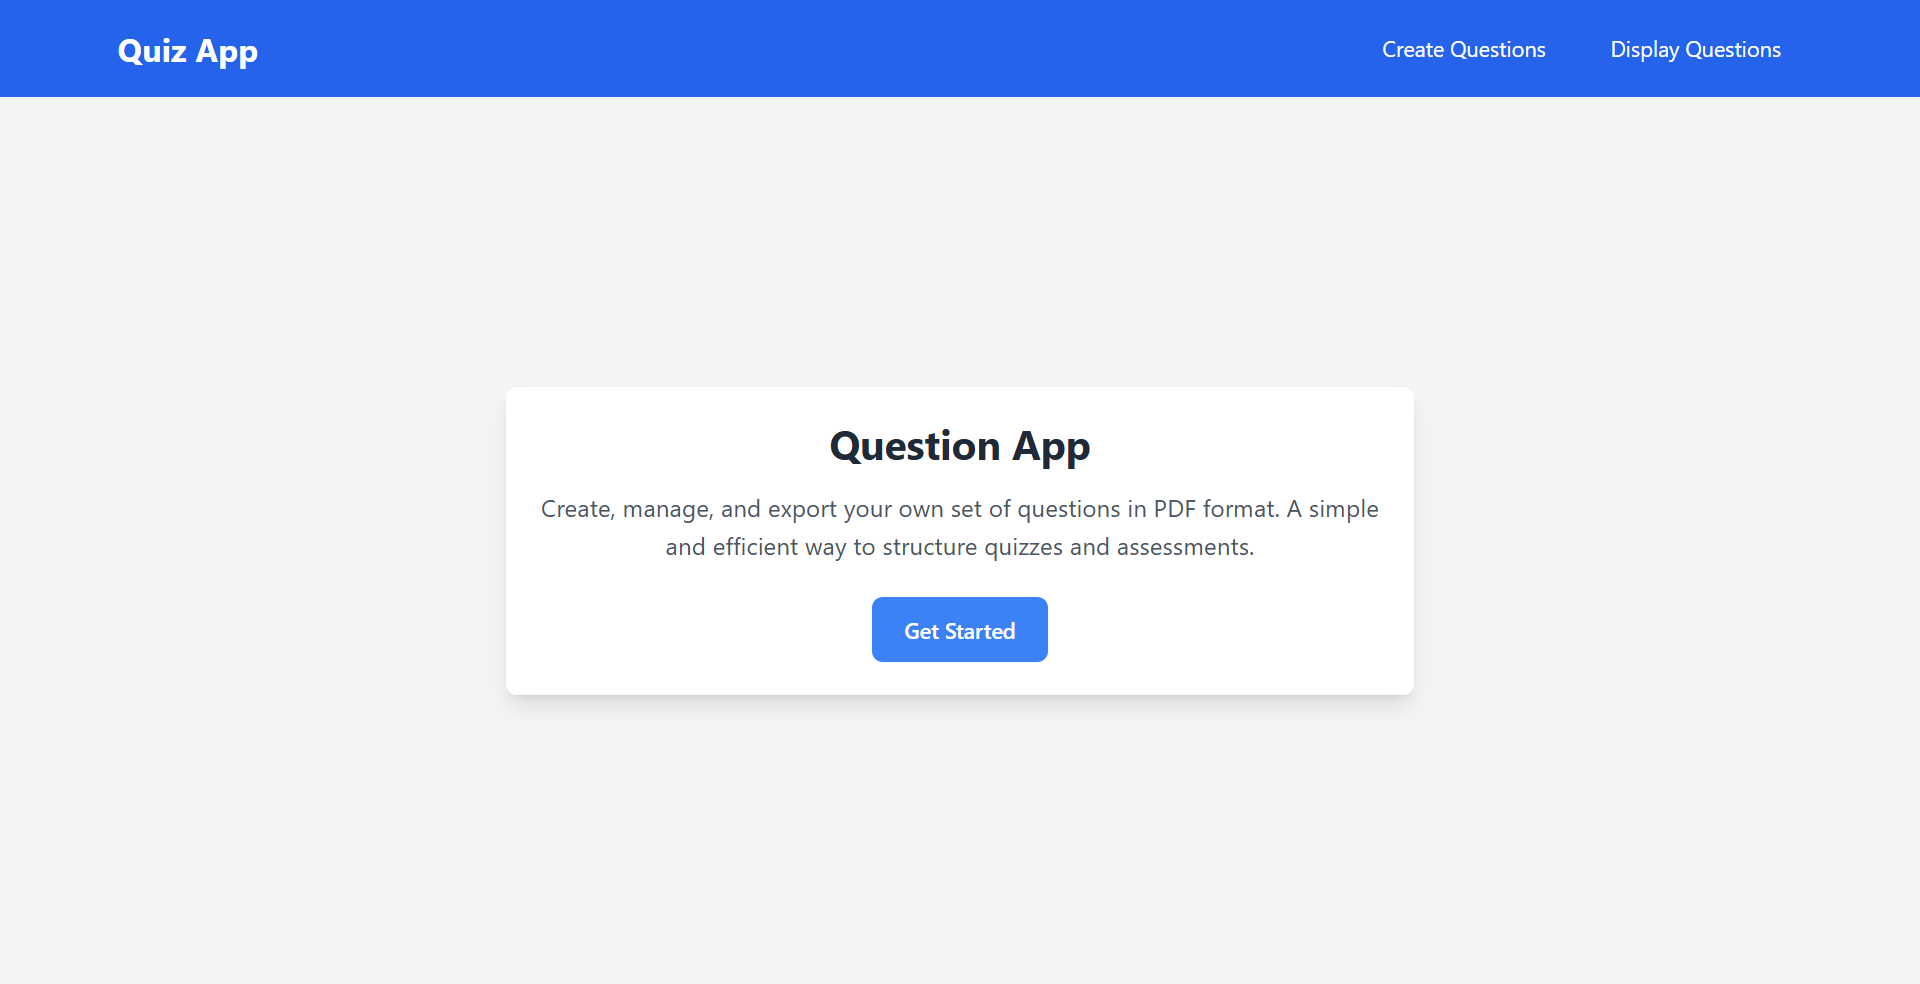 Quiz App
Create Questions
Display Questions
Question App
Create, manage, and export your own set of questions in PDF format. A simple
and efficient way to structure quizzes and assessments.
Get Started